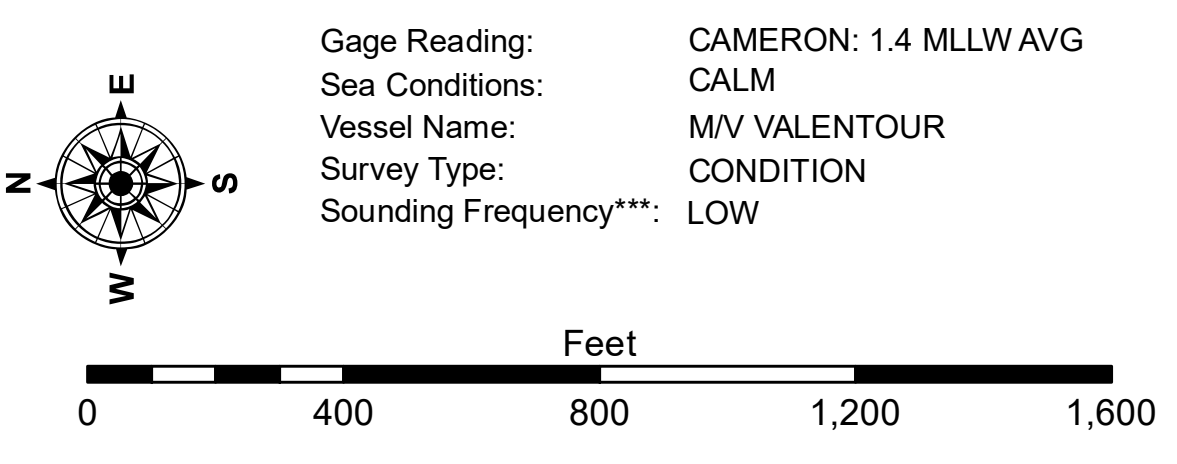 Gage Reading: CAMERON: 1.4 MLLW AVG
Sea Conditions: CALM
Vessel Name: M/V VALENTOUR
Survey Type: CONDITION
Sounding Frequency***: LOW
E
N
S
W
Feet
0 400 800 1,200 1,600